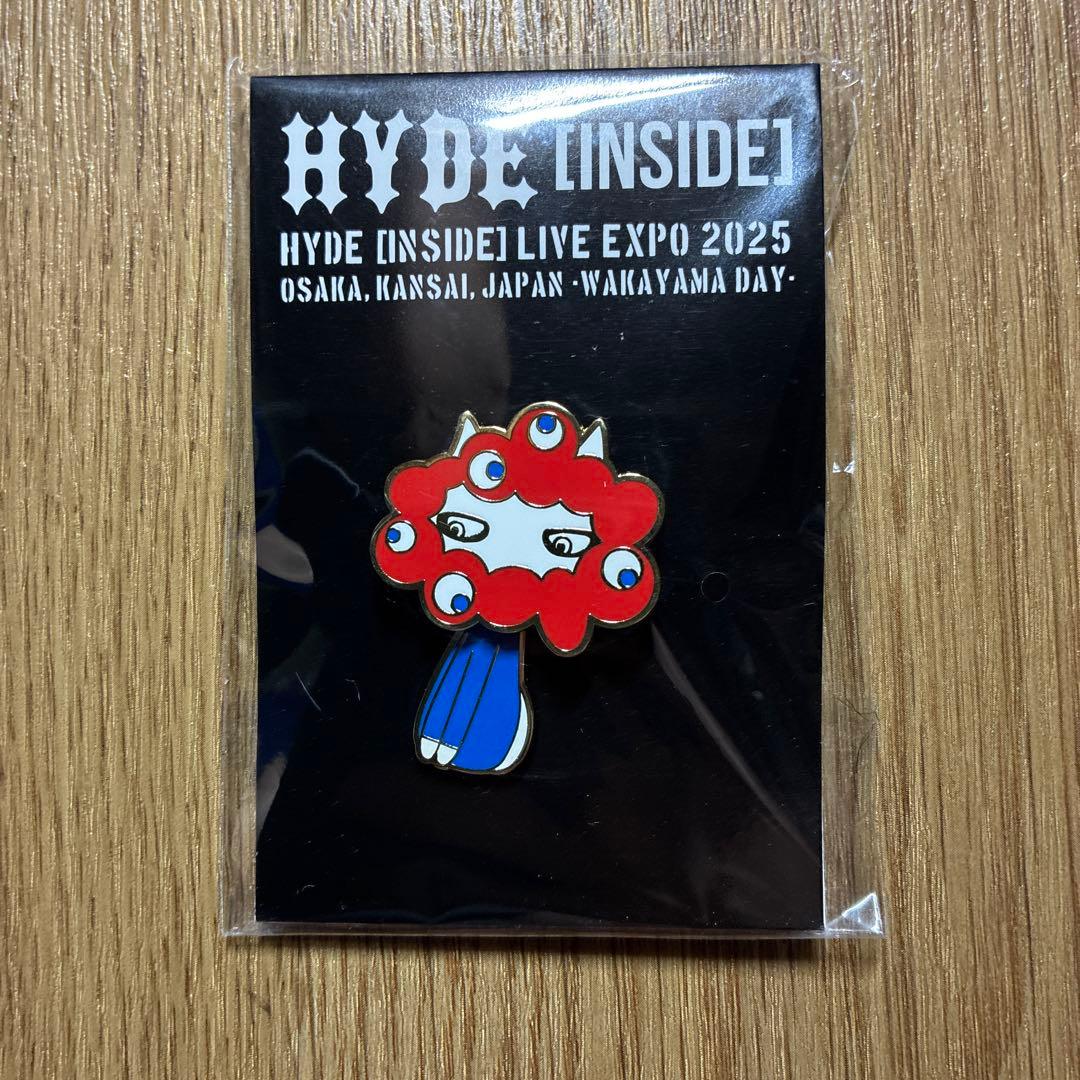 HYDE [INSIDE]
HYDE [INSIDE] LIVE EXPO 2025
OSAKA, KANSAI, JAPAN -WAKAYAMA DAY-